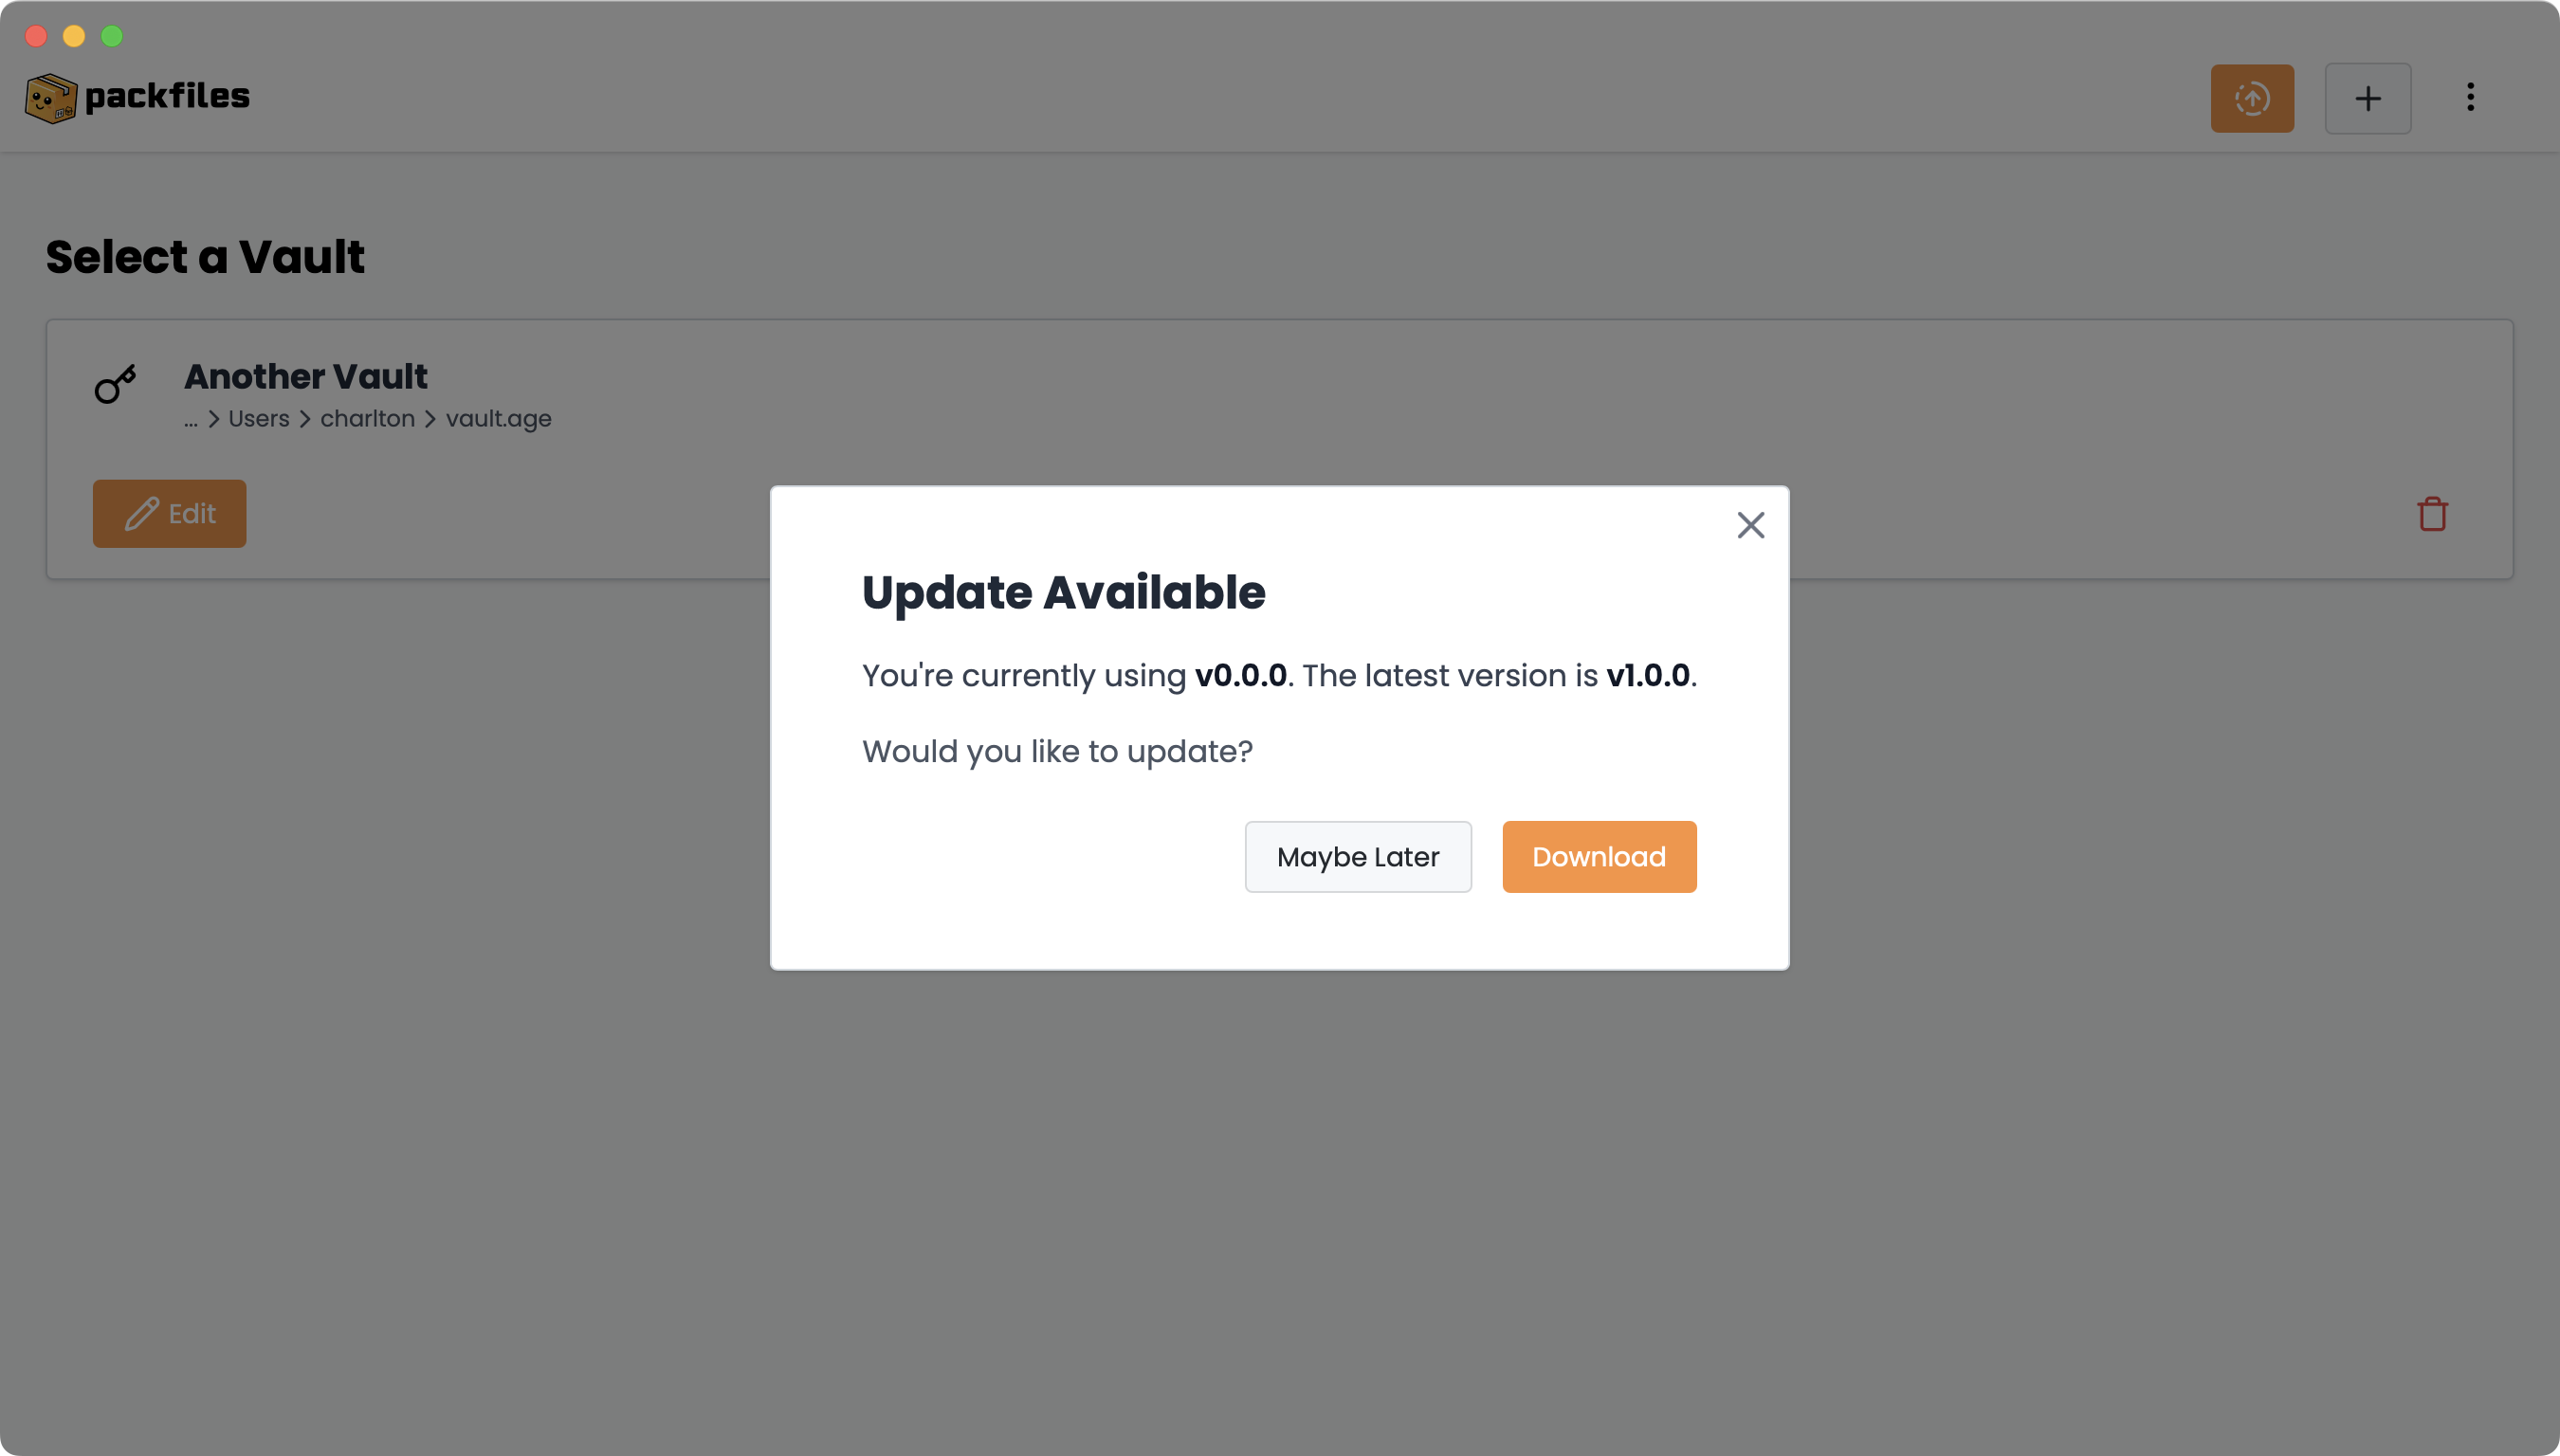 packfiles
Select a Vault
Another Vault
... > Users > charlton > vault.age
Edit
Update Available
You're currently using v0.0.0. The latest version is v1.0.0.
Would you like to update?
Maybe Later
Download